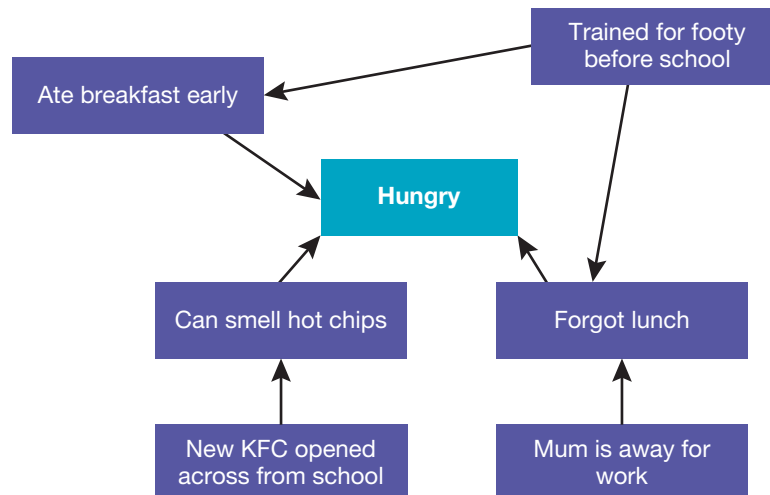 Trained for footy
before school
Ate breakfast early
Hungry
Can smell hot chips
Forgot lunch
New KFC opened
across from school
Mum is away for
work